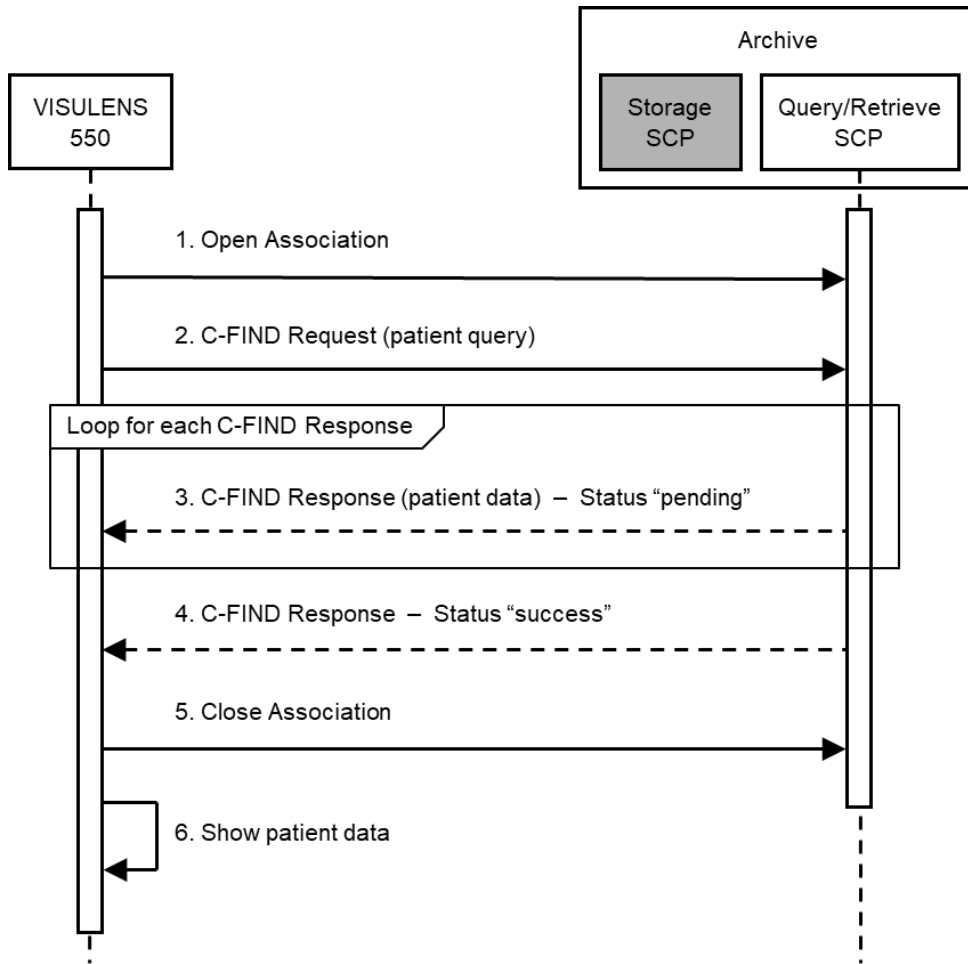 Archive
VISULENS
550
Storage
SCP
Query/Retrieve
SCP
1. Open Association
2. C-FIND Request (patient query)
Loop for each C-FIND Response
3. C-FIND Response (patient data) – Status “pending”
4. C-FIND Response – Status “success”
5. Close Association
6. Show patient data